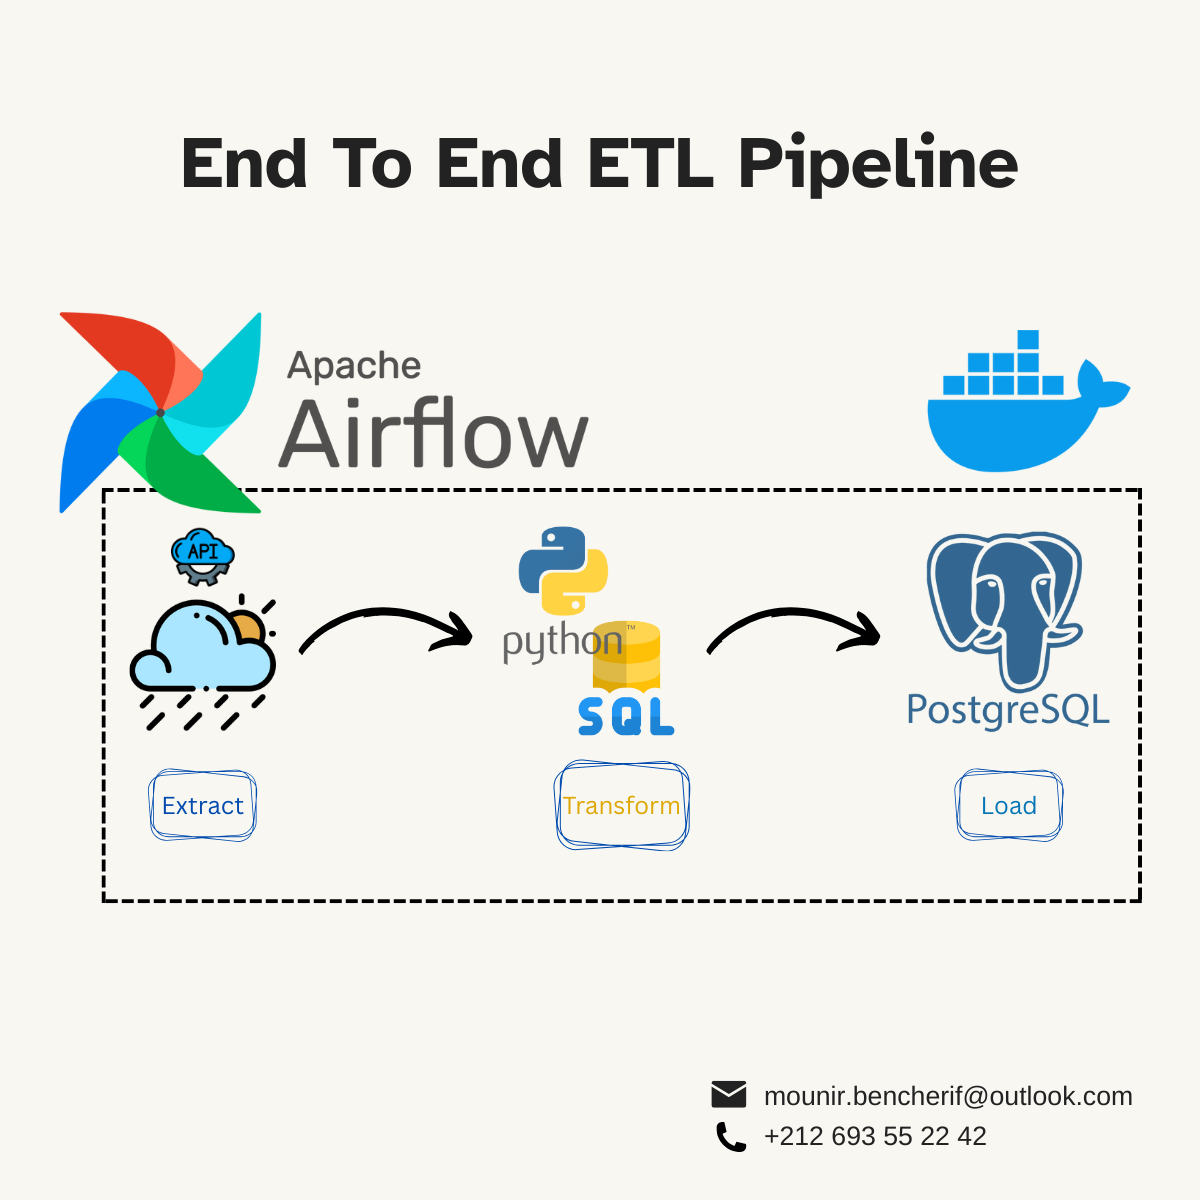 End To End ETL Pipeline
Apache
Airflow
API
python™
SQL
PostgreSQL
Extract
Transform
Load
mounir.bencherif@outlook.com
+212 693 55 22 42